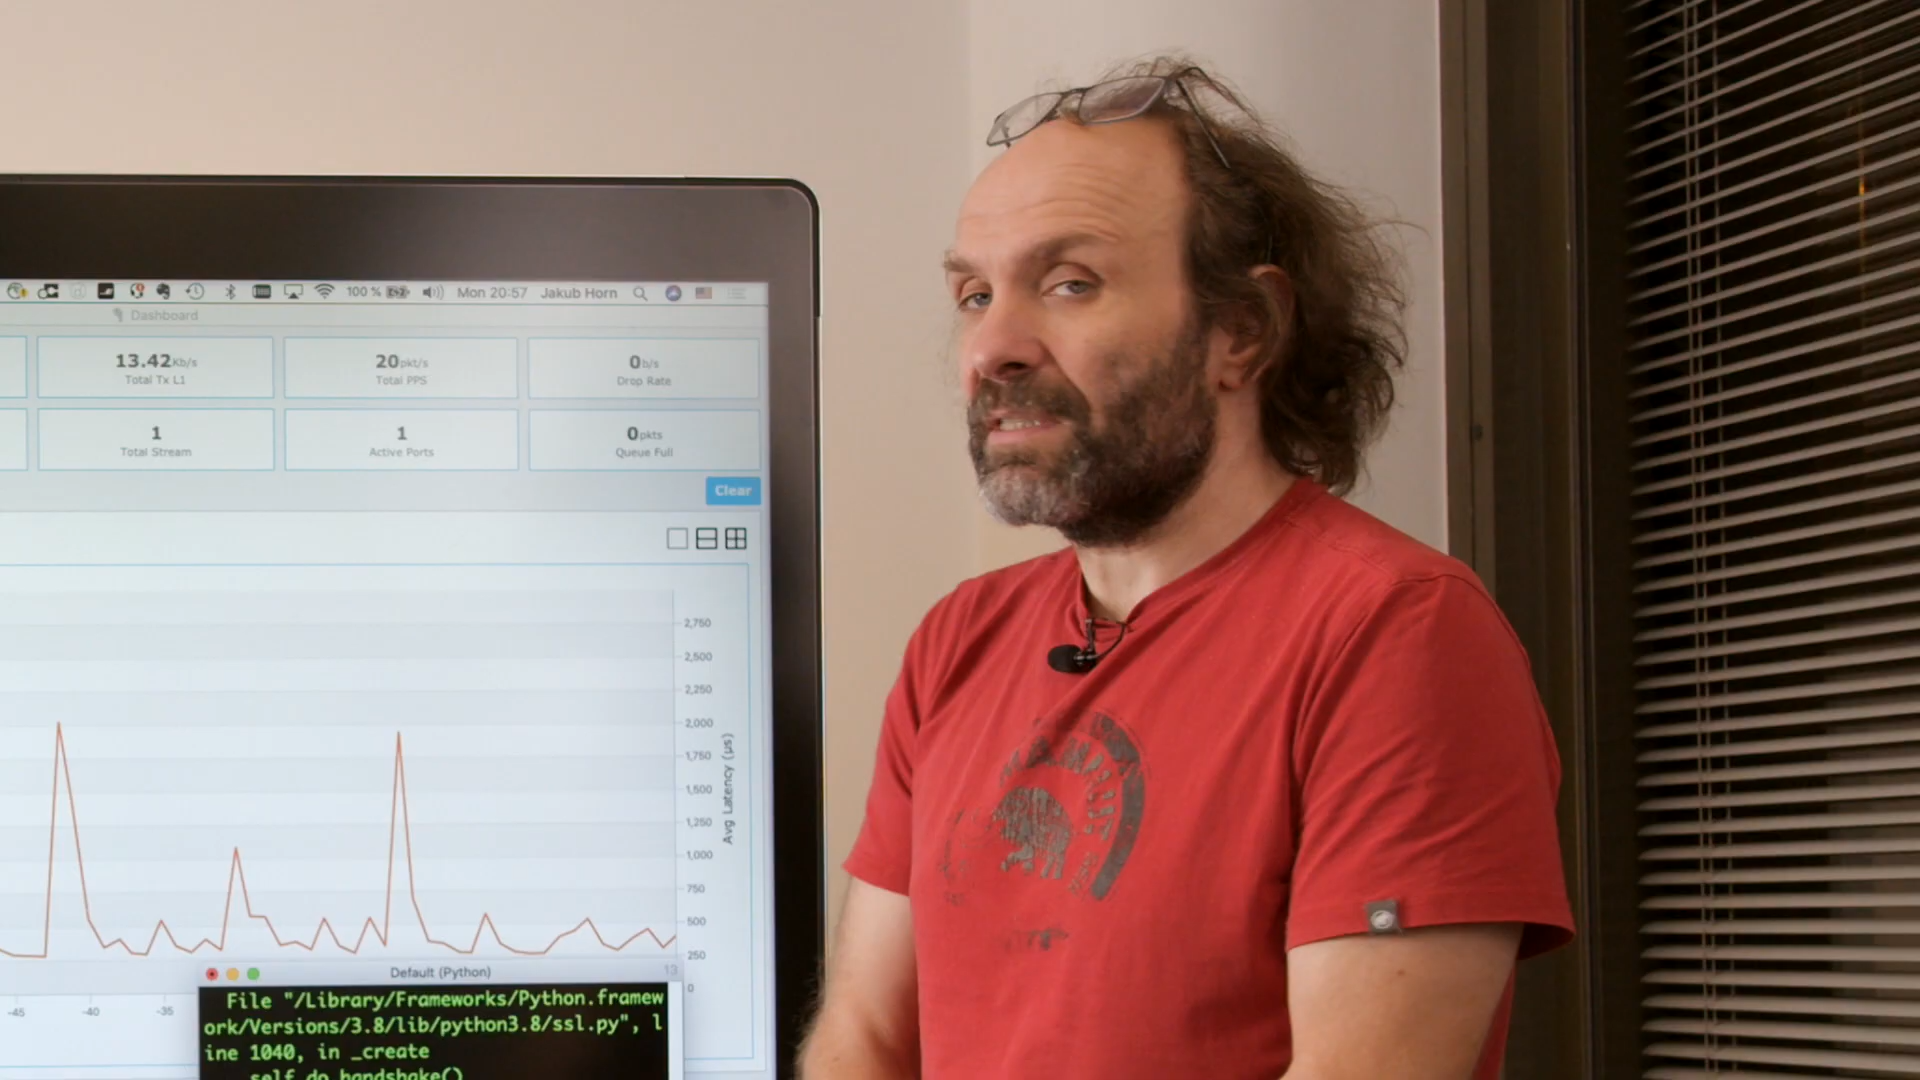 100 % Mon 20:57 Jakub Horn
Dashboard
13.42Kb/s
Total Tx L1
20pkt/s
Total PPS
0b/s
Drop Rate
1
Total Stream
1
Active Ports
0pkts
Queue Full
Clear
2,750
2,500
2,250
2,000
1,750
1,500
1,250
1,000
750
500
250
0
Avg Latency (µs)
-45
-40
-35
Default (Python)
File "/Library/Frameworks/Python.framew
ork/Versions/3.8/lib/python3.8/ssl.py", l
ine 1040, in _create
self.do_handshake()